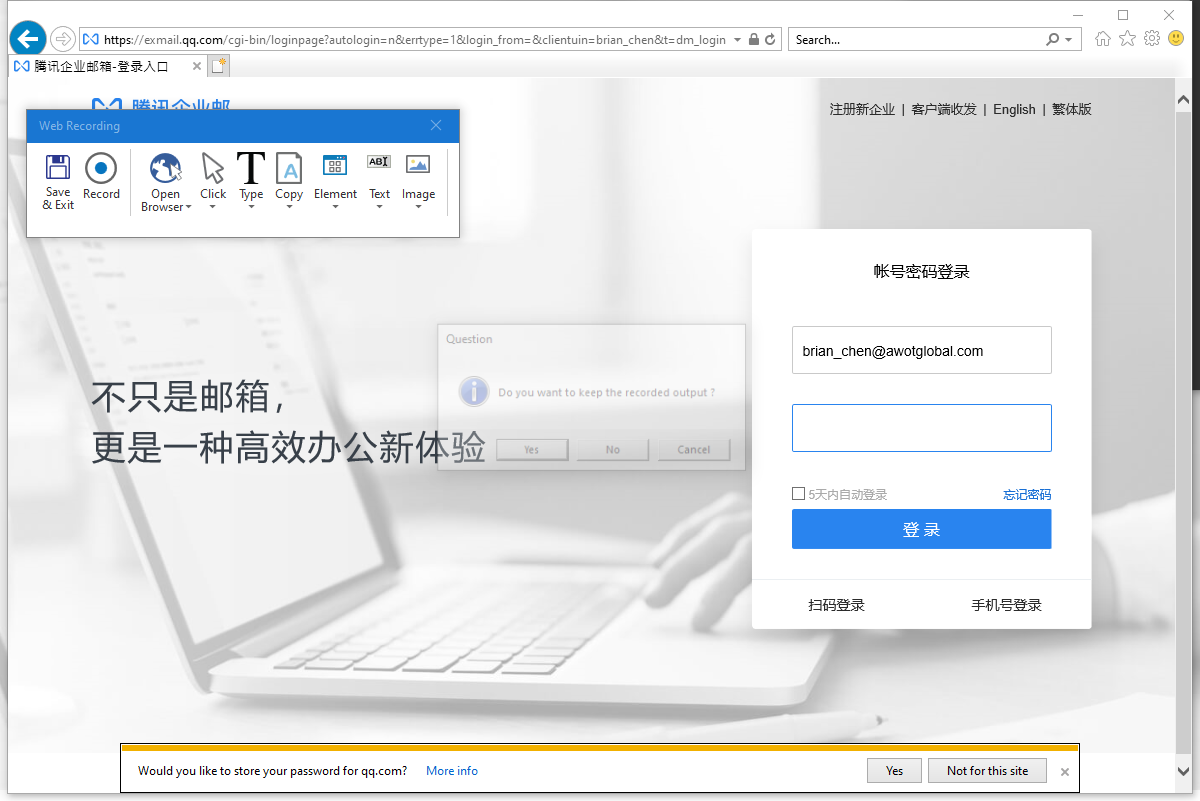 https://exmail.qq.com/cgi-bin/loginpage?autologin=n&errtype=1&login_from=&clientuin=brian_chen&t=dm_login
Search...
腾讯企业邮箱-登录入口
腾讯企业邮
注册新企业 | 客户端收发 | English | 繁体版
Web Recording
Save & Exit
Record
Open Browser
Click
Type
Copy
Element
Text
Image
ABI
帐号密码登录
brian_chen@awotglobal.com
5天内自动登录
忘记密码
登 录
扫码登录
手机号登录
Question
Do you want to keep the recorded output ?
Yes
No
Cancel
不只是邮箱，
更是一种高效办公新体验
Would you like to store your password for qq.com?
More info
Yes
Not for this site